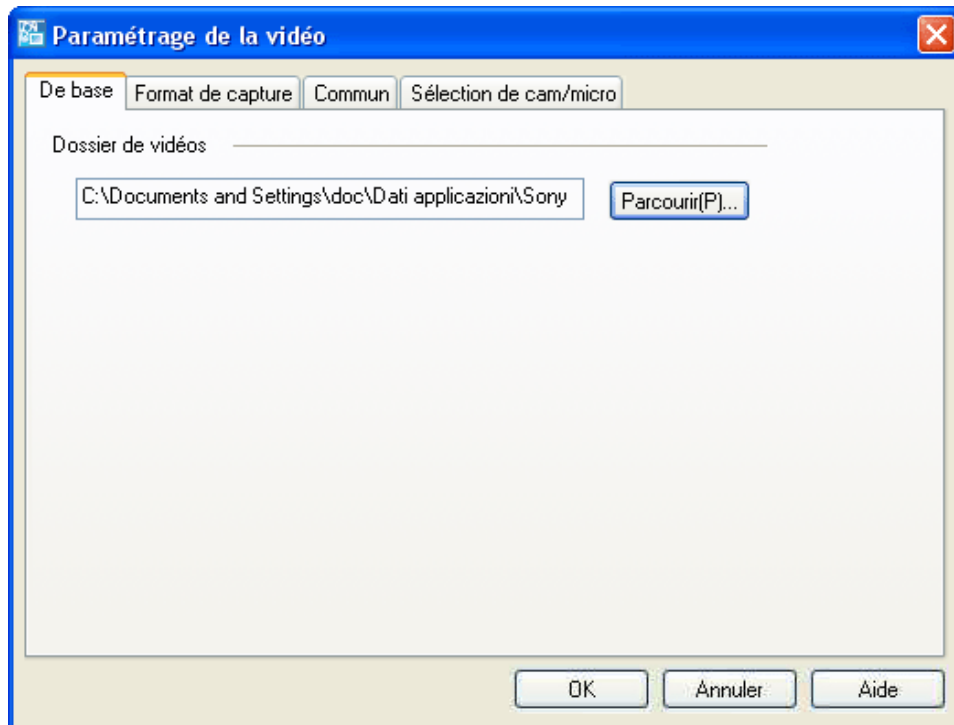 Paramétrage de la vidéo
De base Format de capture Commun Sélection de cam/micro
Dossier de vidéos
C:\Documents and Settings\doc\Dati applicazioni\Sony Parcourir(P)...
OK Annuler Aide